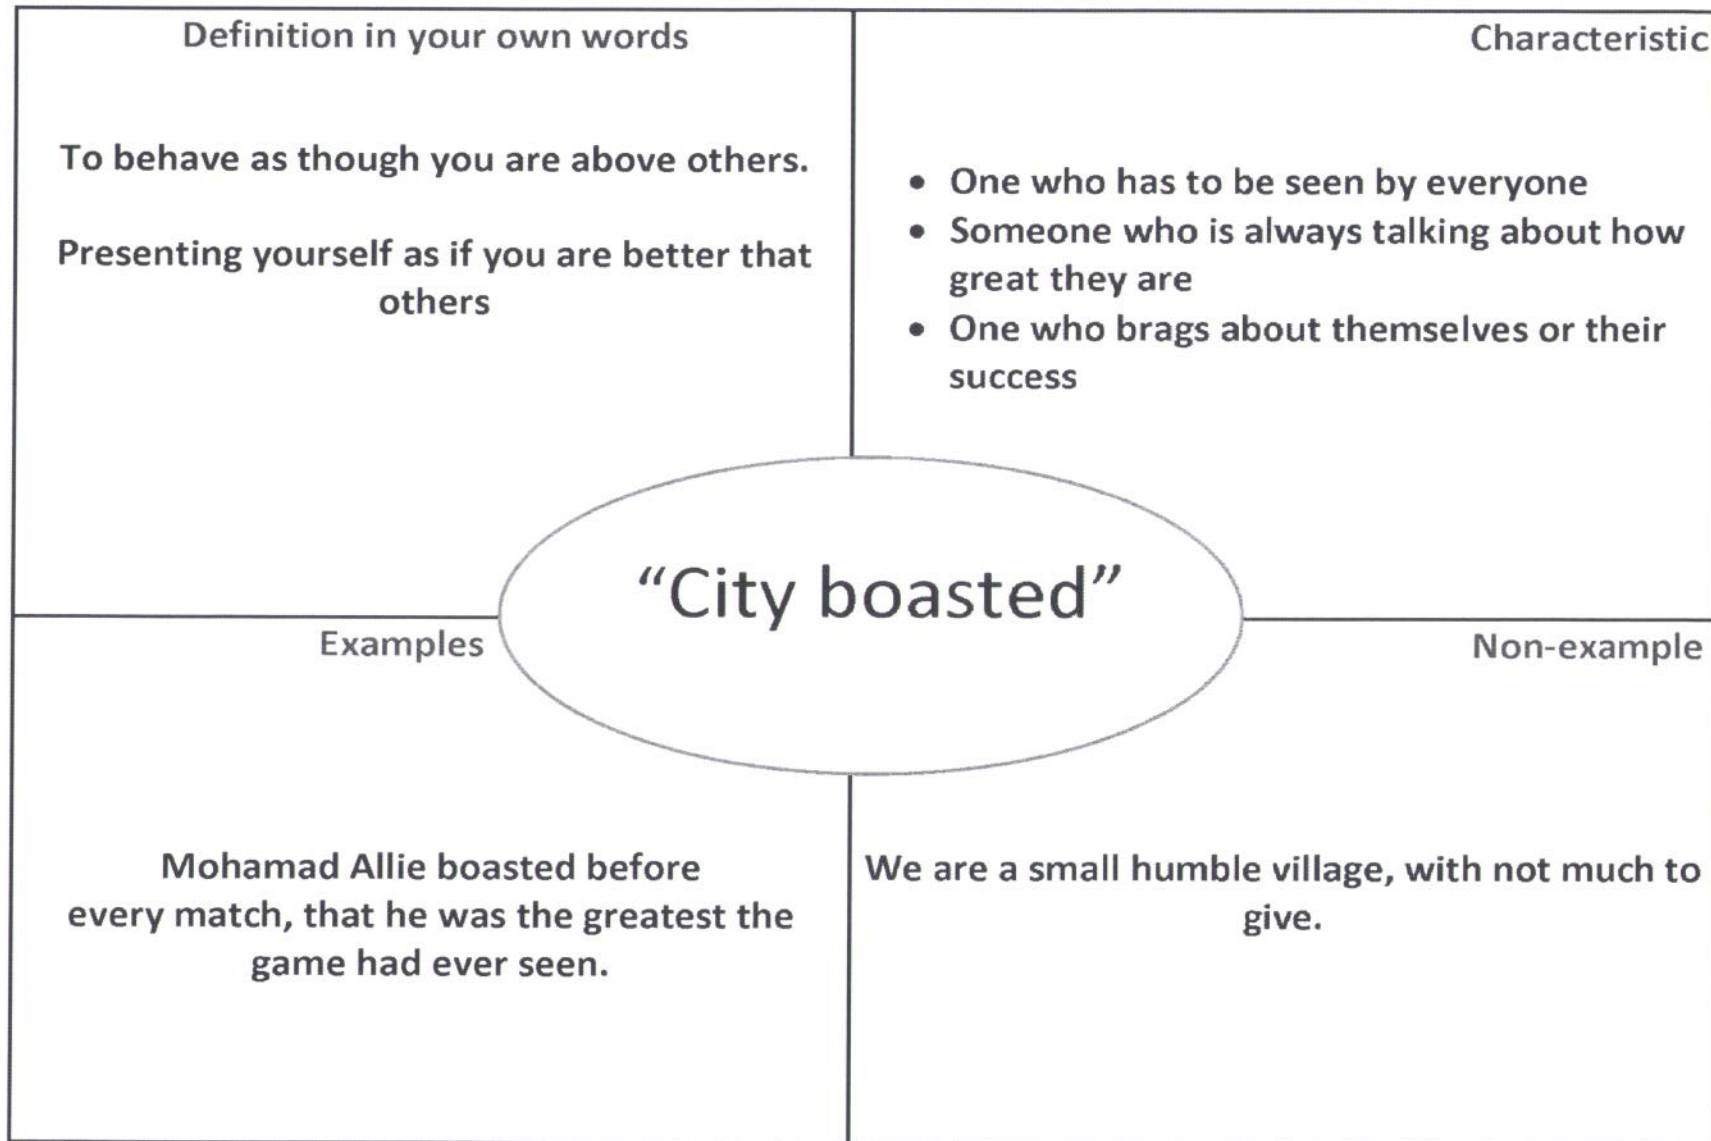 Definition in your own words
To behave as though you are above others.
Presenting yourself as if you are better that
others
Characteristic
• One who has to be seen by everyone
• Someone who is always talking about how
great they are
• One who brags about themselves or their
success
“City boasted”
Examples
Mohamad Allie boasted before
every match, that he was the greatest the
game had ever seen.
Non-example
We are a small humble village, with not much to
give.